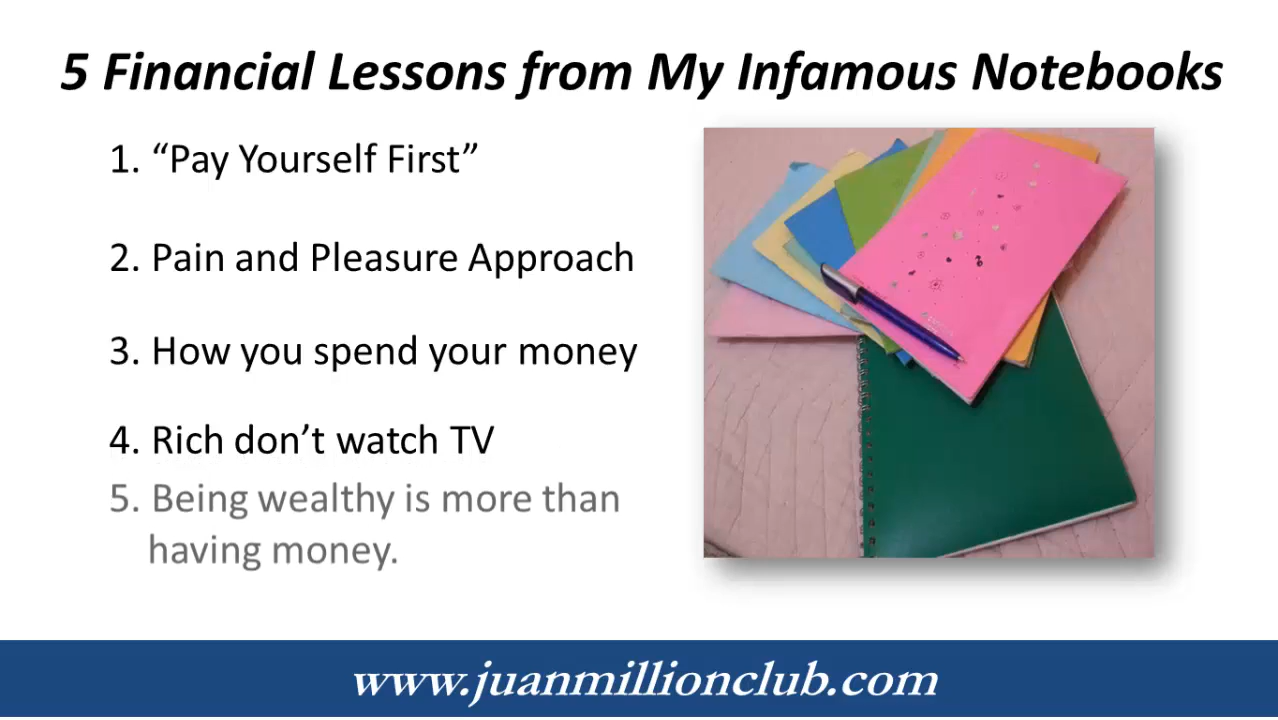 5 Financial Lessons from My Infamous Notebooks
1. “Pay Yourself First”
2. Pain and Pleasure Approach
3. How you spend your money
4. Rich don’t watch TV
5. Being wealthy is more than
having money.
www.juanmillionclub.com